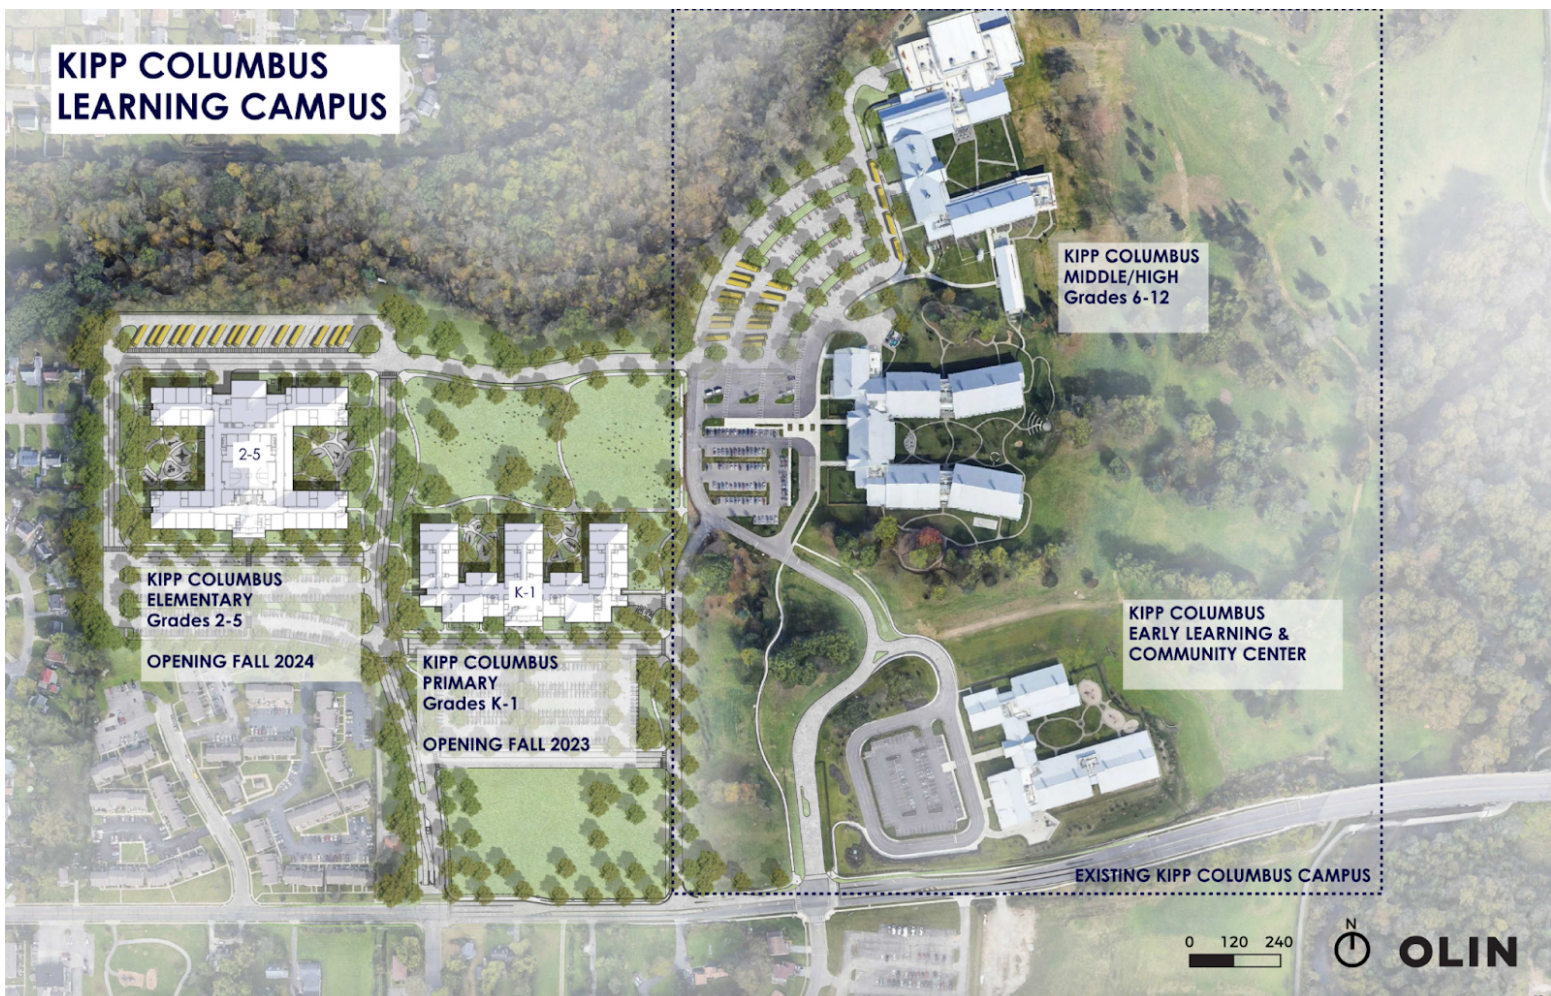 KIPP COLUMBUS
LEARNING CAMPUS
KIPP COLUMBUS
MIDDLE/HIGH
Grades 6-12
2-5
K-1
KIPP COLUMBUS
ELEMENTARY
Grades 2-5
OPENING FALL 2024
KIPP COLUMBUS
PRIMARY
Grades K-1
OPENING FALL 2023
KIPP COLUMBUS
EARLY LEARNING &
COMMUNITY CENTER
EXISTING KIPP COLUMBUS CAMPUS
0 120 240
N
OLIN